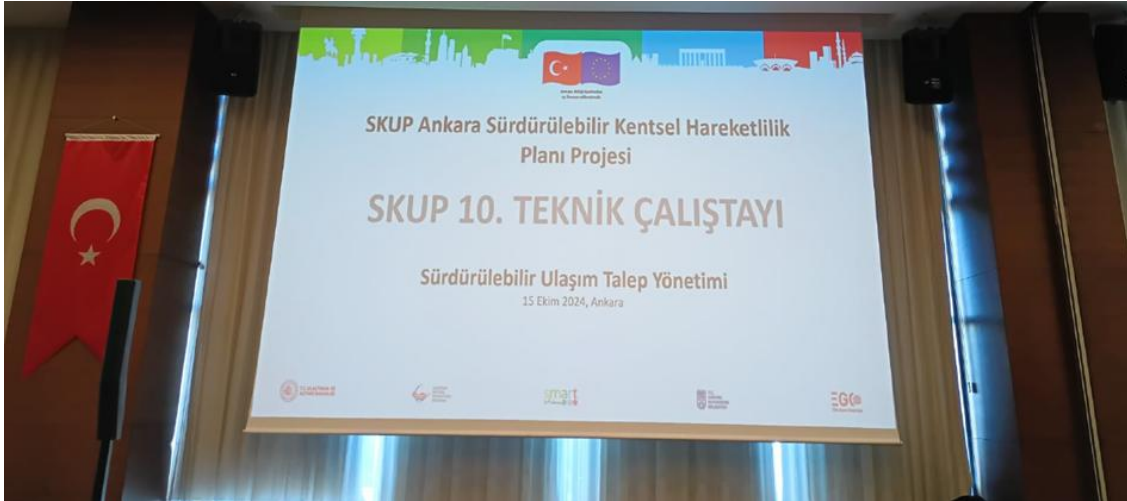 SKUP Ankara Sürdürülebilir Kentsel Hareketlilik
Planı Projesi
SKUP 10. TEKNİK ÇALIŞTAYI
Sürdürülebilir Ulaşım Talep Yönetimi
15 Ekim 2024, Ankara
smart
EGO